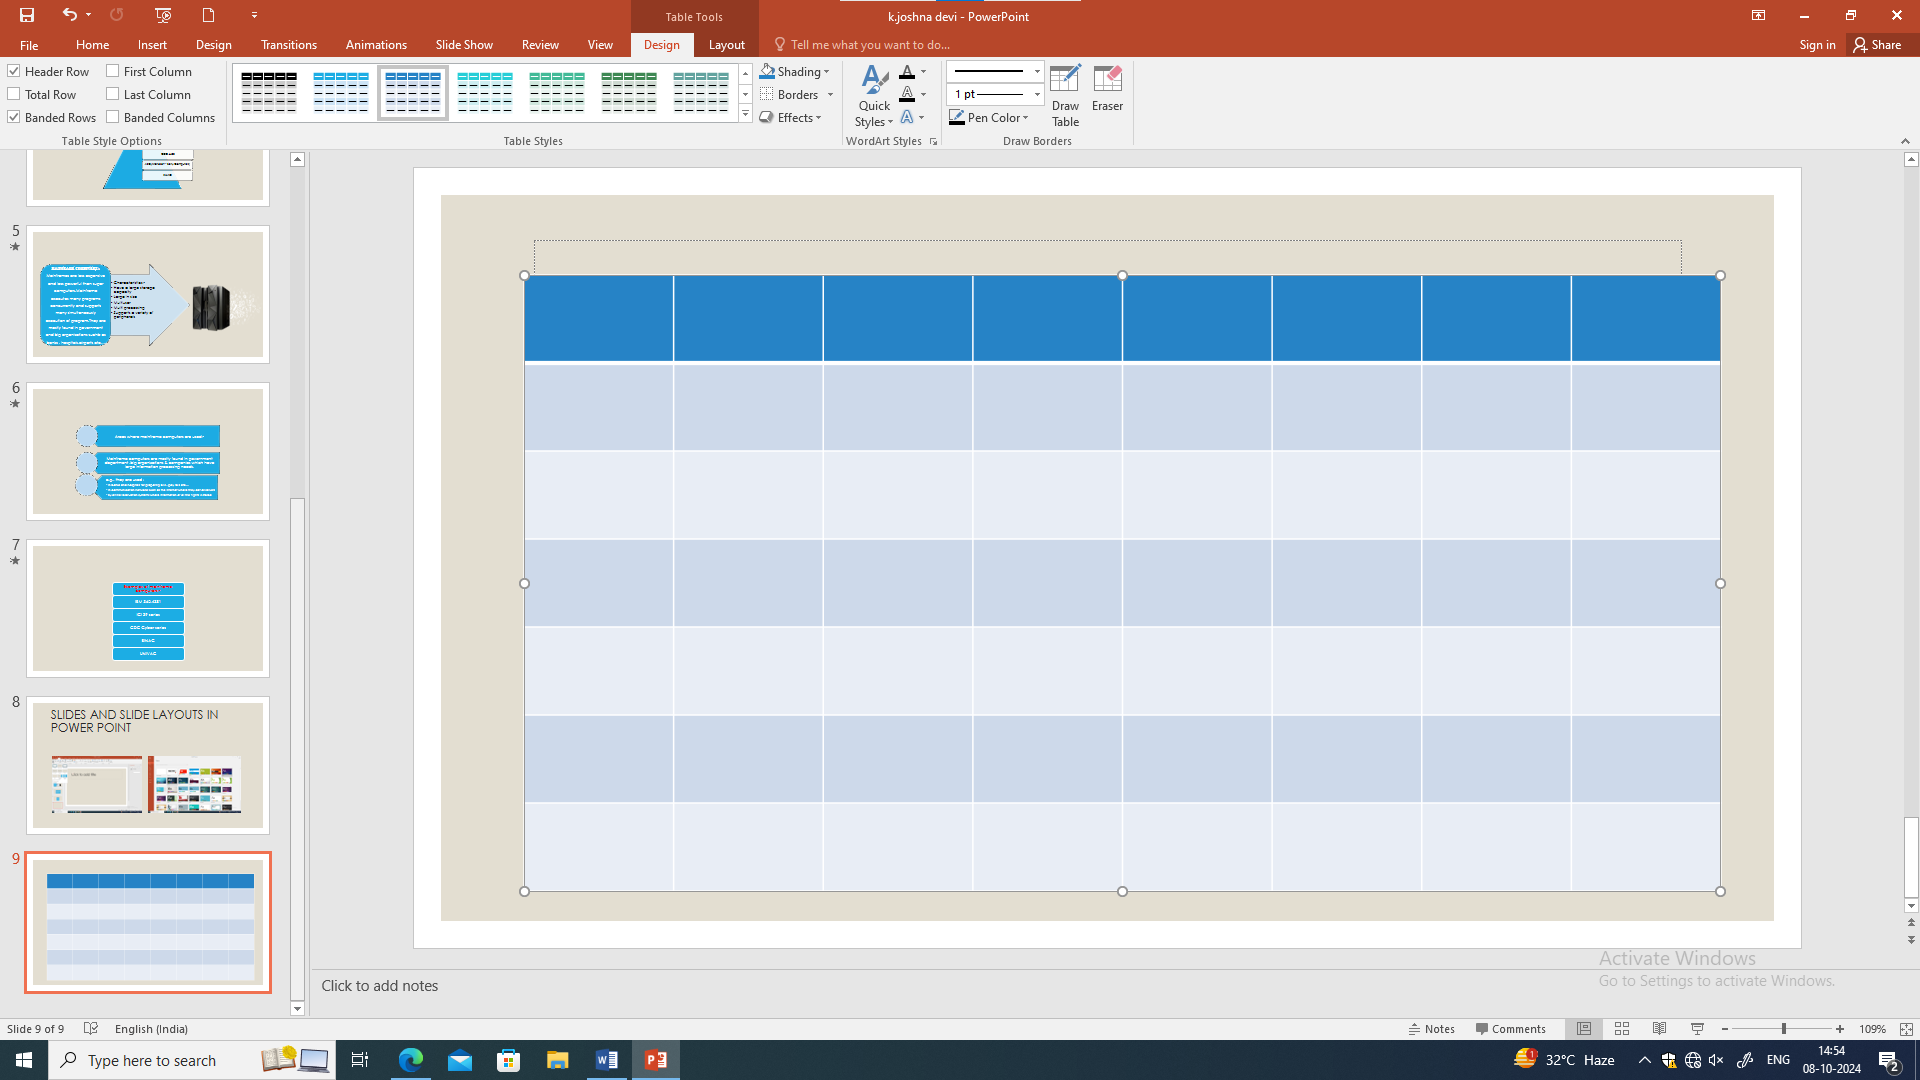 Table Tools
k.joshna devi - PowerPoint
File
Home
Insert
Design
Transitions
Animations
Slide Show
Review
View
Design
Layout
Tell me what you want to do...
Sign in
Share
Header Row
First Column
Total Row
Last Column
Banded Rows
Banded Columns
Table Style Options
Table Styles
Shading
Borders
Effects
Quick
Styles
WordArt Styles
1 pt
Pen Color
Draw
Table
Eraser
Draw Borders
5
6
7
8
SLIDES AND SLIDE LAYOUTS IN
POWER POINT
9
Click to add notes
Activate Windows
Go to Settings to activate Windows.
Slide 9 of 9
English (India)
Notes
Comments
109%
Type here to search
32°C Haze
ENG
14:54
08-10-2024
2